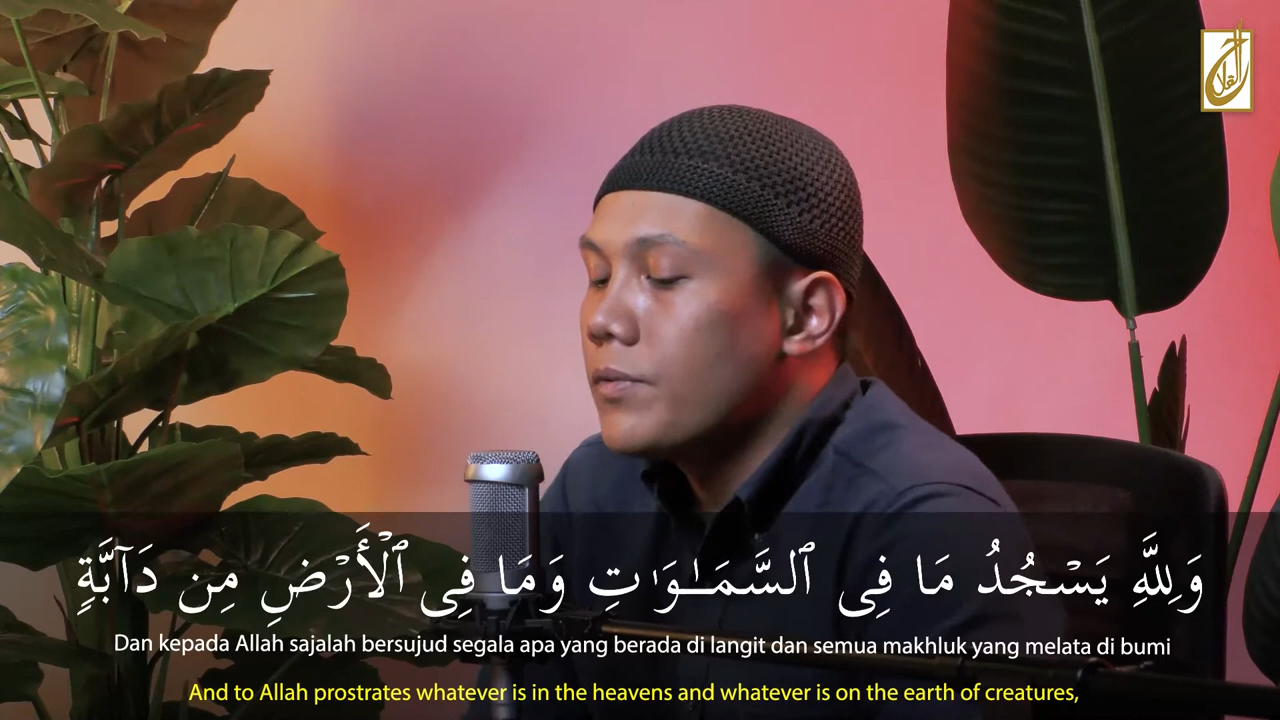 وَلِلَّهِ يَسْجُدُ مَا فِى ٱلسَّمَـٰوَٰتِ وَمَا فِى ٱلْأَرْضِ مِن دَآبَّةٍ
Dan kepada Allah sajalah bersujud segala apa yang berada di langit dan semua makhluk yang melata di bumi
And to Allah prostrates whatever is in the heavens and whatever is on the earth of creatures,